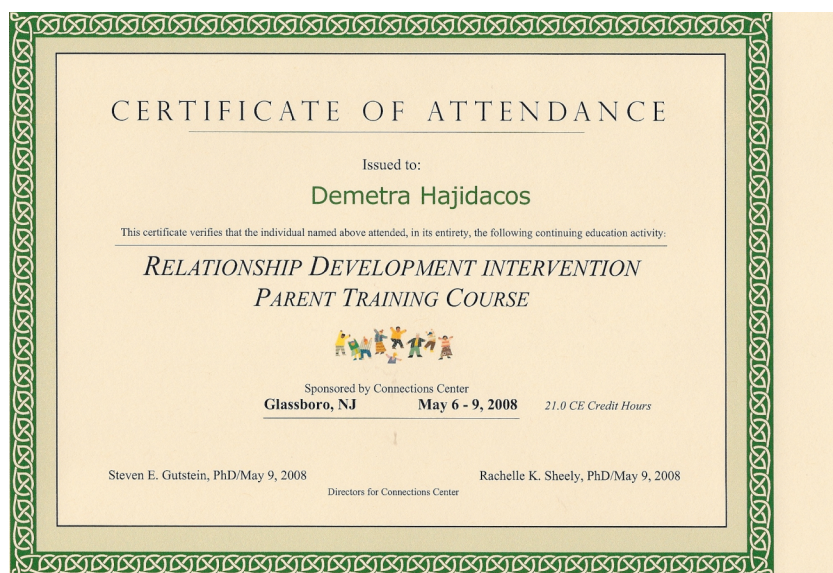 CERTIFICATE OF ATTENDANCE
Issued to:
Demetra Hajidacos
This certificate verifies that the individual named above attended, in its entirety, the following continuing education activity:
RELATIONSHIP DEVELOPMENT INTERVENTION
PARENT TRAINING COURSE
Sponsored by Connections Center
Glassboro, NJ May 6 - 9, 2008 21.0 CE Credit Hours
Steven E. Gutstein, PhD/May 9, 2008 Rachelle K. Sheely, PhD/May 9, 2008
Directors for Connections Center